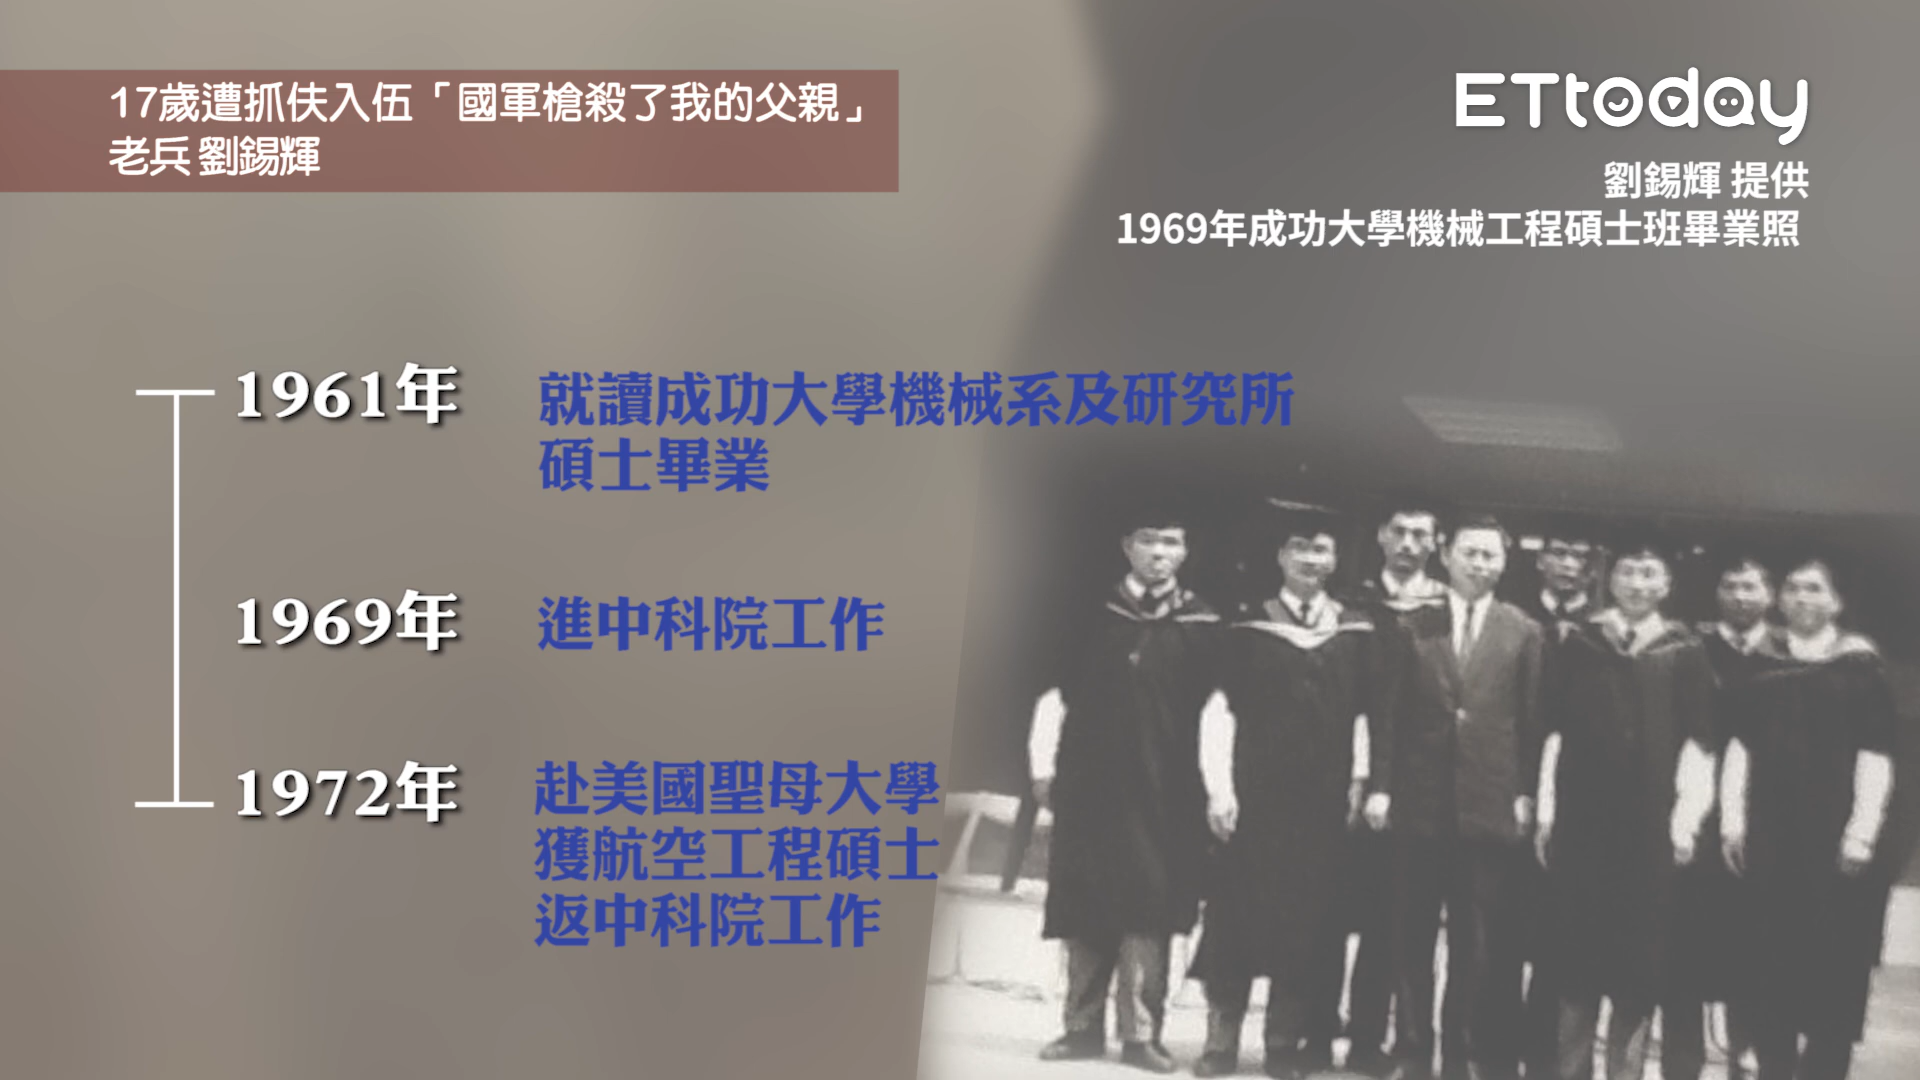 17歲遭抓伕入伍「國軍槍殺了我的父親」
老兵 劉錫輝
ETtoday
劉錫輝 提供
1969年成功大學機械工程碩士班畢業照
1961年 就讀成功大學機械系及研究所
碩士畢業
1969年 進中科院工作
1972年 赴美國聖母大學
獲航空工程碩士
返中科院工作